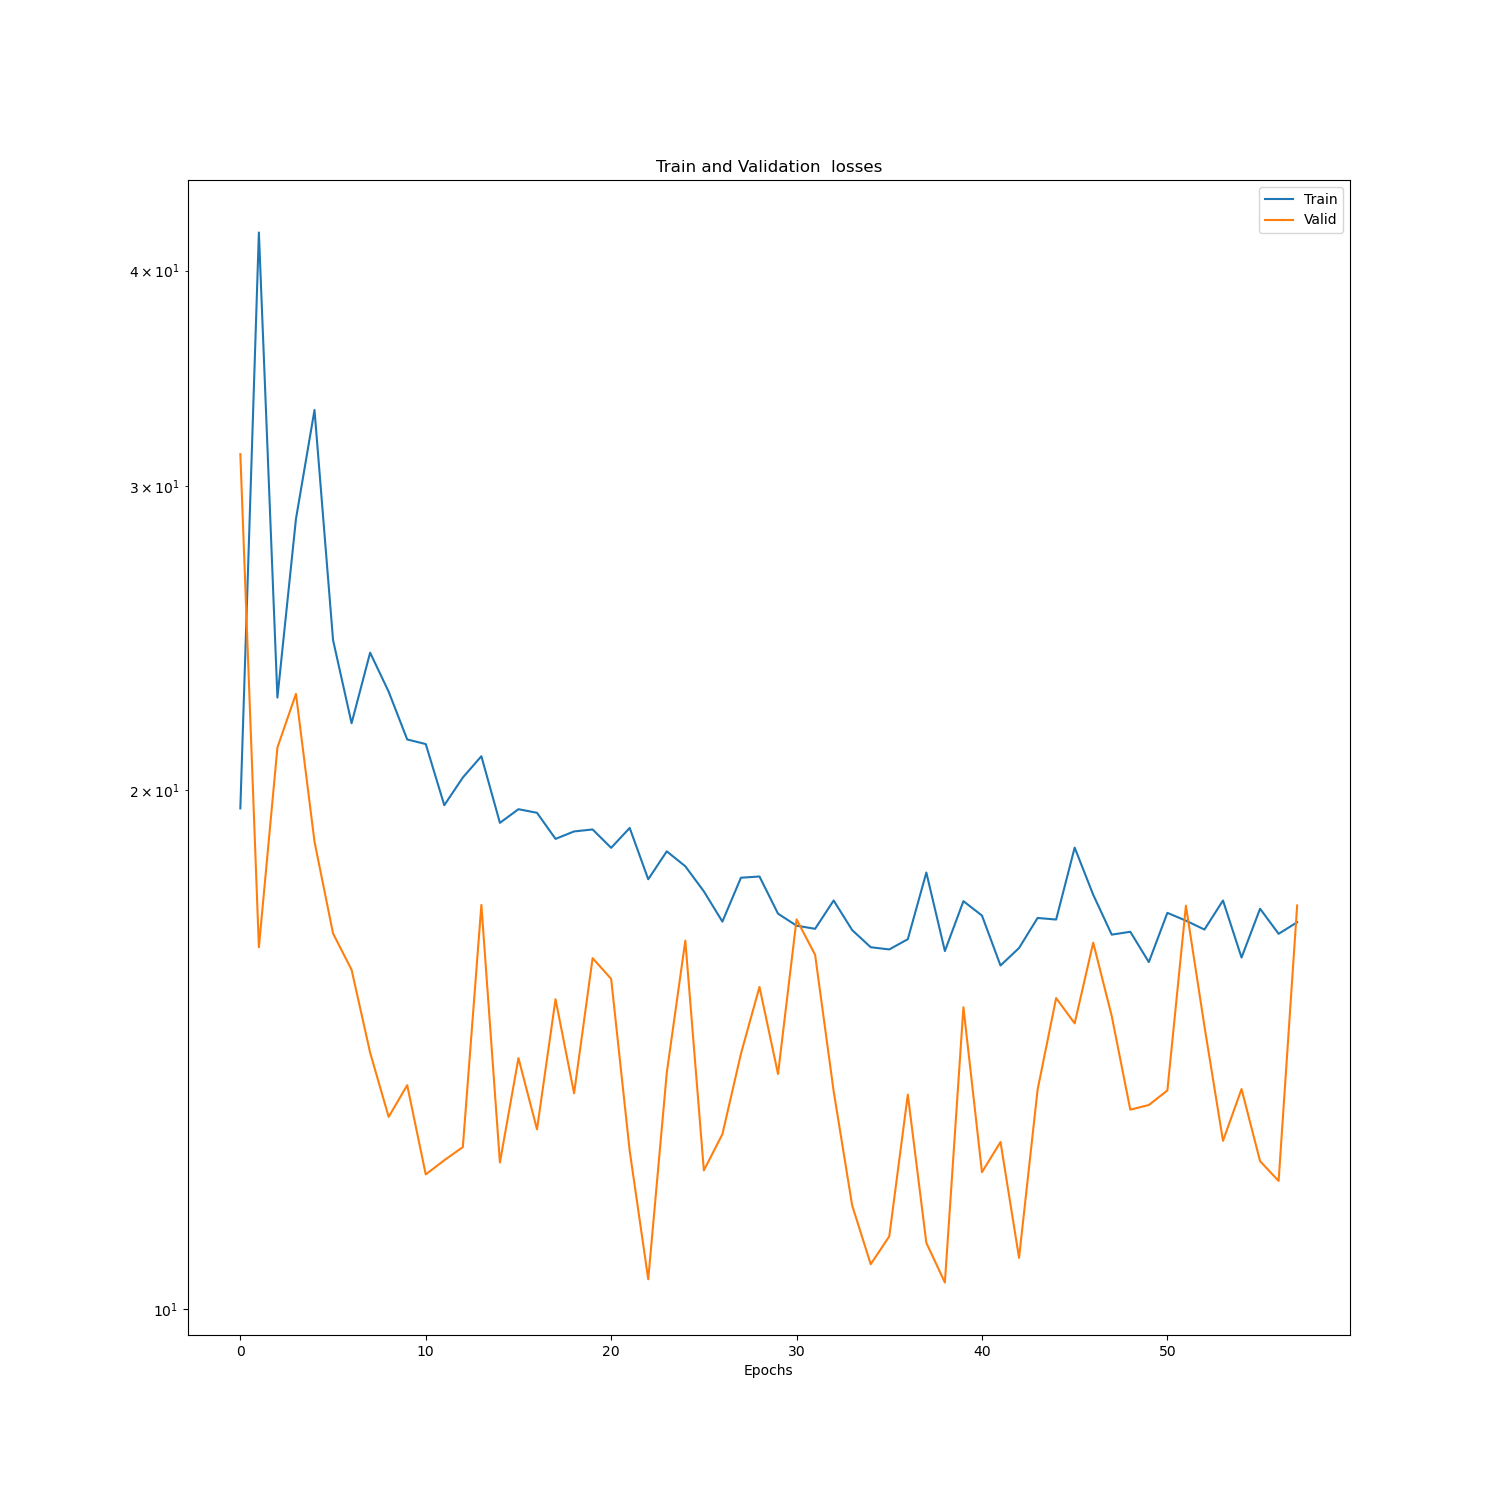 Train and Validation  losses
Train
Valid
4 × 10¹
3 × 10¹
2 × 10¹
10¹
0 10 20 30 40 50
Epochs